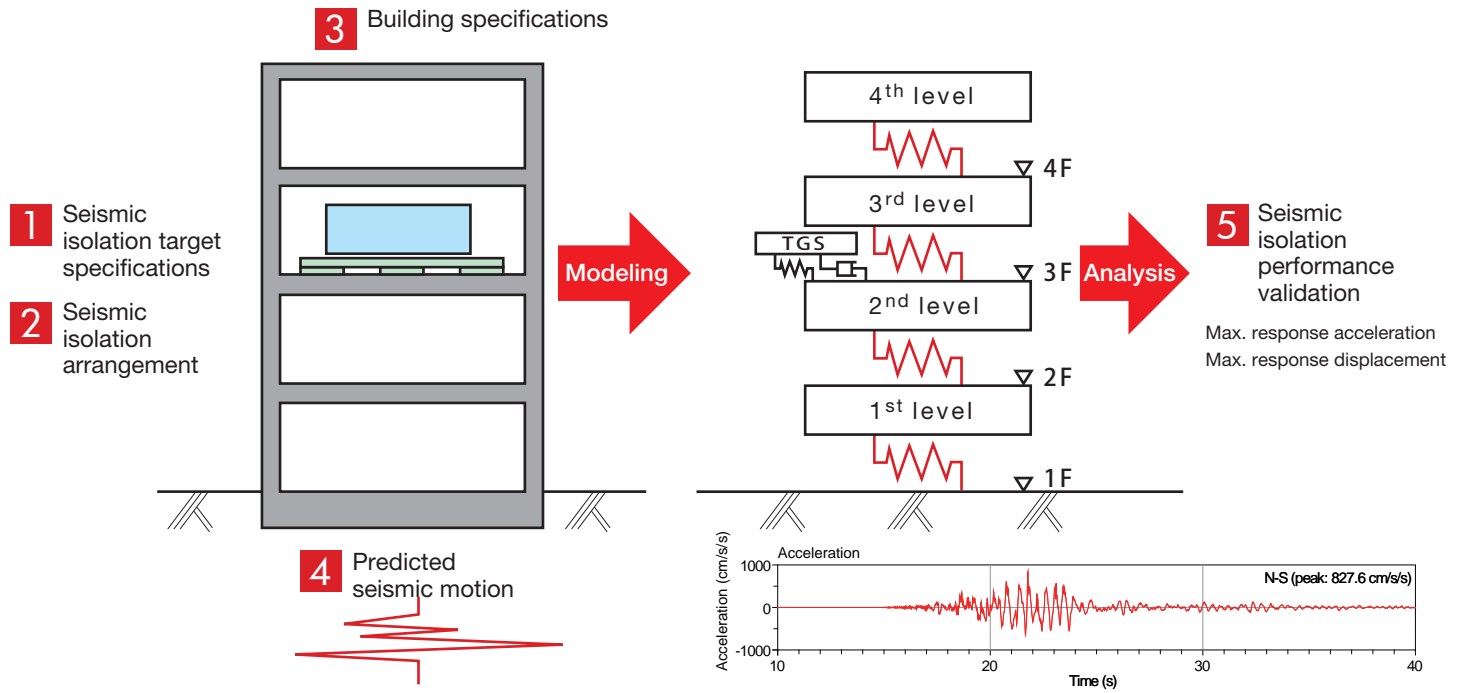 3 Building specifications
1 Seismic
isolation target
specifications
2 Seismic
isolation
arrangement
Modeling
4th level
4F
3rd level
TGS
3F
2nd level
2F
1st level
1F
Analysis
5 Seismic
isolation
performance
validation
Max. response acceleration
Max. response displacement
4 Predicted
seismic motion
Acceleration
Acceleration (cm/s/s)
1000
0
-1000
N-S (peak: 827.6 cm/s/s)
10 20 30 40
Time (s)